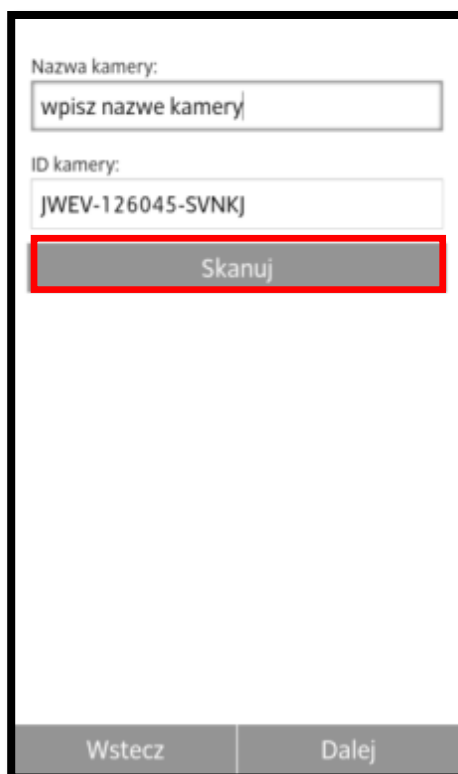 Nazwa kamery:
wpisz nazwe kamery
ID kamery:
JWEV-126045-SVNKJ
Skanuj
Wstecz Dalej